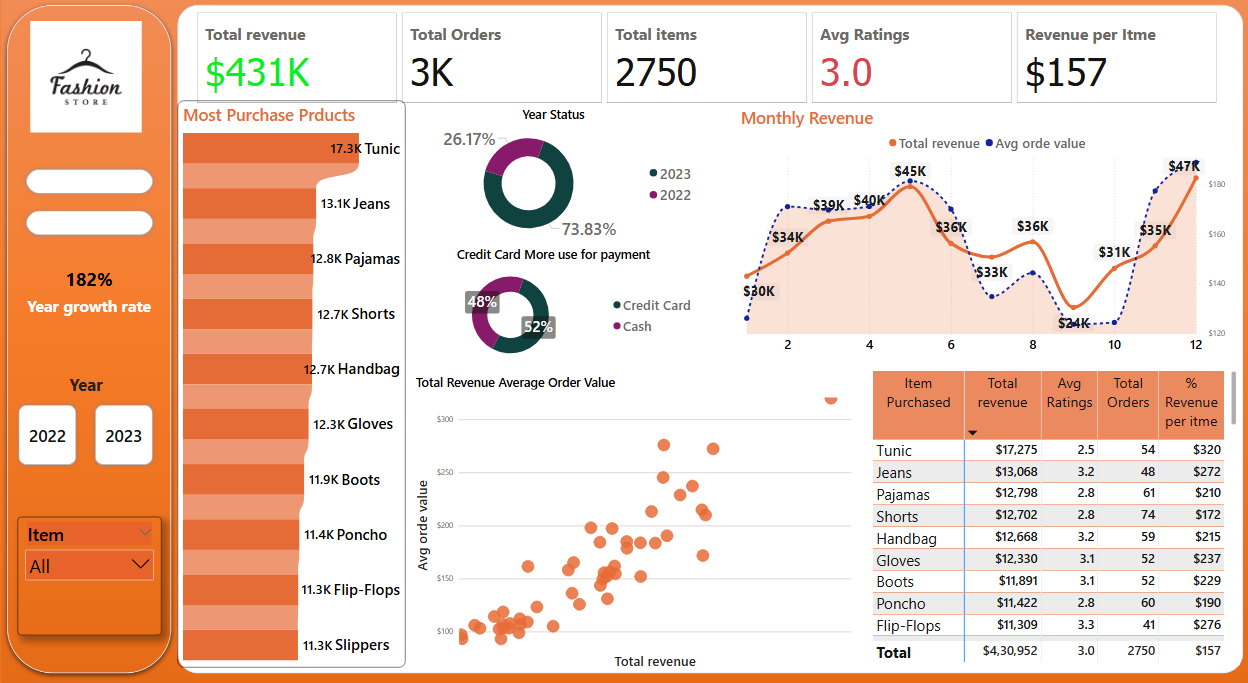 Fashion
STORE
182%
Year growth rate
Year
2022
2023
Item
All
Total revenue
$431K
Total Orders
3K
Total items
2750
Avg Ratings
3.0
Revenue per Itme
$157
Most Purchase Prducts
17.3K Tunic
13.1K Jeans
12.8K Pajamas
12.7K Shorts
12.7K Handbag
12.3K Gloves
11.9K Boots
11.4K Poncho
11.3K Flip-Flops
11.3K Slippers
Year Status
26.17%
73.83%
2023
2022
Credit Card More use for payment
48%
52%
Credit Card
Cash
Monthly Revenue
Total revenue
Avg orde value
$30K
$34K
$39K
$40K
$45K
$36K
$33K
$36K
$24K
$31K
$35K
$47K
$180
$160
$140
$120
2 4 6 8 10 12
Total Revenue Average Order Value
Avg orde value
$300
$250
$200
$150
$100
Total revenue
Item Purchased Total revenue Avg Ratings Total Orders % Revenue per itme
Tunic $17,275 2.5 54 $320
Jeans $13,068 3.2 48 $272
Pajamas $12,798 2.8 61 $210
Shorts $12,702 2.8 74 $172
Handbag $12,668 3.2 59 $215
Gloves $12,330 3.1 52 $237
Boots $11,891 3.1 52 $229
Poncho $11,422 2.8 60 $190
Flip-Flops $11,309 3.3 41 $276
Total $4,30,952 3.0 2750 $157